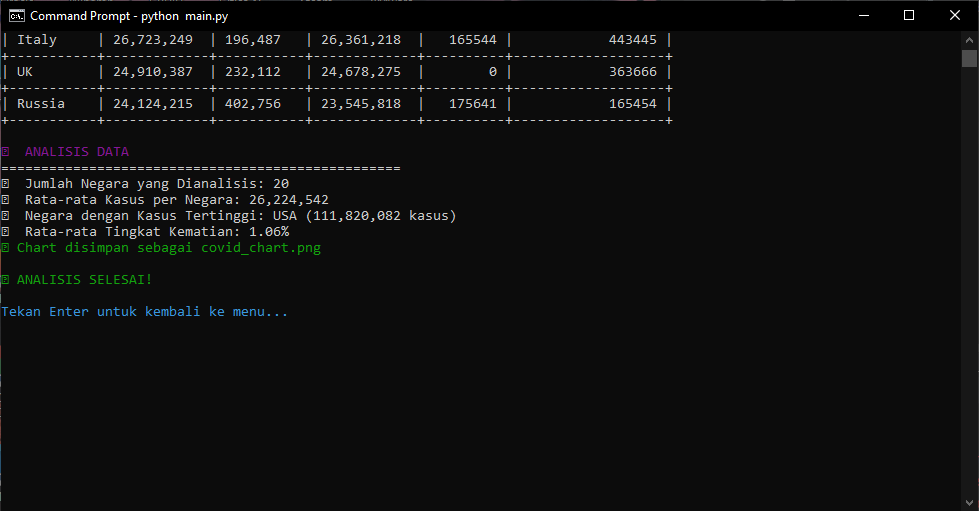 Command Prompt - python  main.py
| Italy     | 26,723,249  | 196,487   | 26,361,218  |   165544 |            443445 |
+-----------+-------------+-----------+-------------+----------+-------------------+
| UK        | 24,910,387  | 232,112   | 24,678,275  |        0 |            363666 |
+-----------+-------------+-----------+-------------+----------+-------------------+
| Russia    | 24,124,215  | 402,756   | 23,545,818  |   175641 |            165454 |
+-----------+-------------+-----------+-------------+----------+-------------------+
ANALISIS DATA
==================================================
Jumlah Negara yang Dianalisis: 20
Rata-rata Kasus per Negara: 26,224,542
Negara dengan Kasus Tertinggi: USA (111,820,082 kasus)
Rata-rata Tingkat Kematian: 1.06%
Chart disimpan sebagai covid_chart.png
ANALISIS SELESAI!
Tekan Enter untuk kembali ke menu...